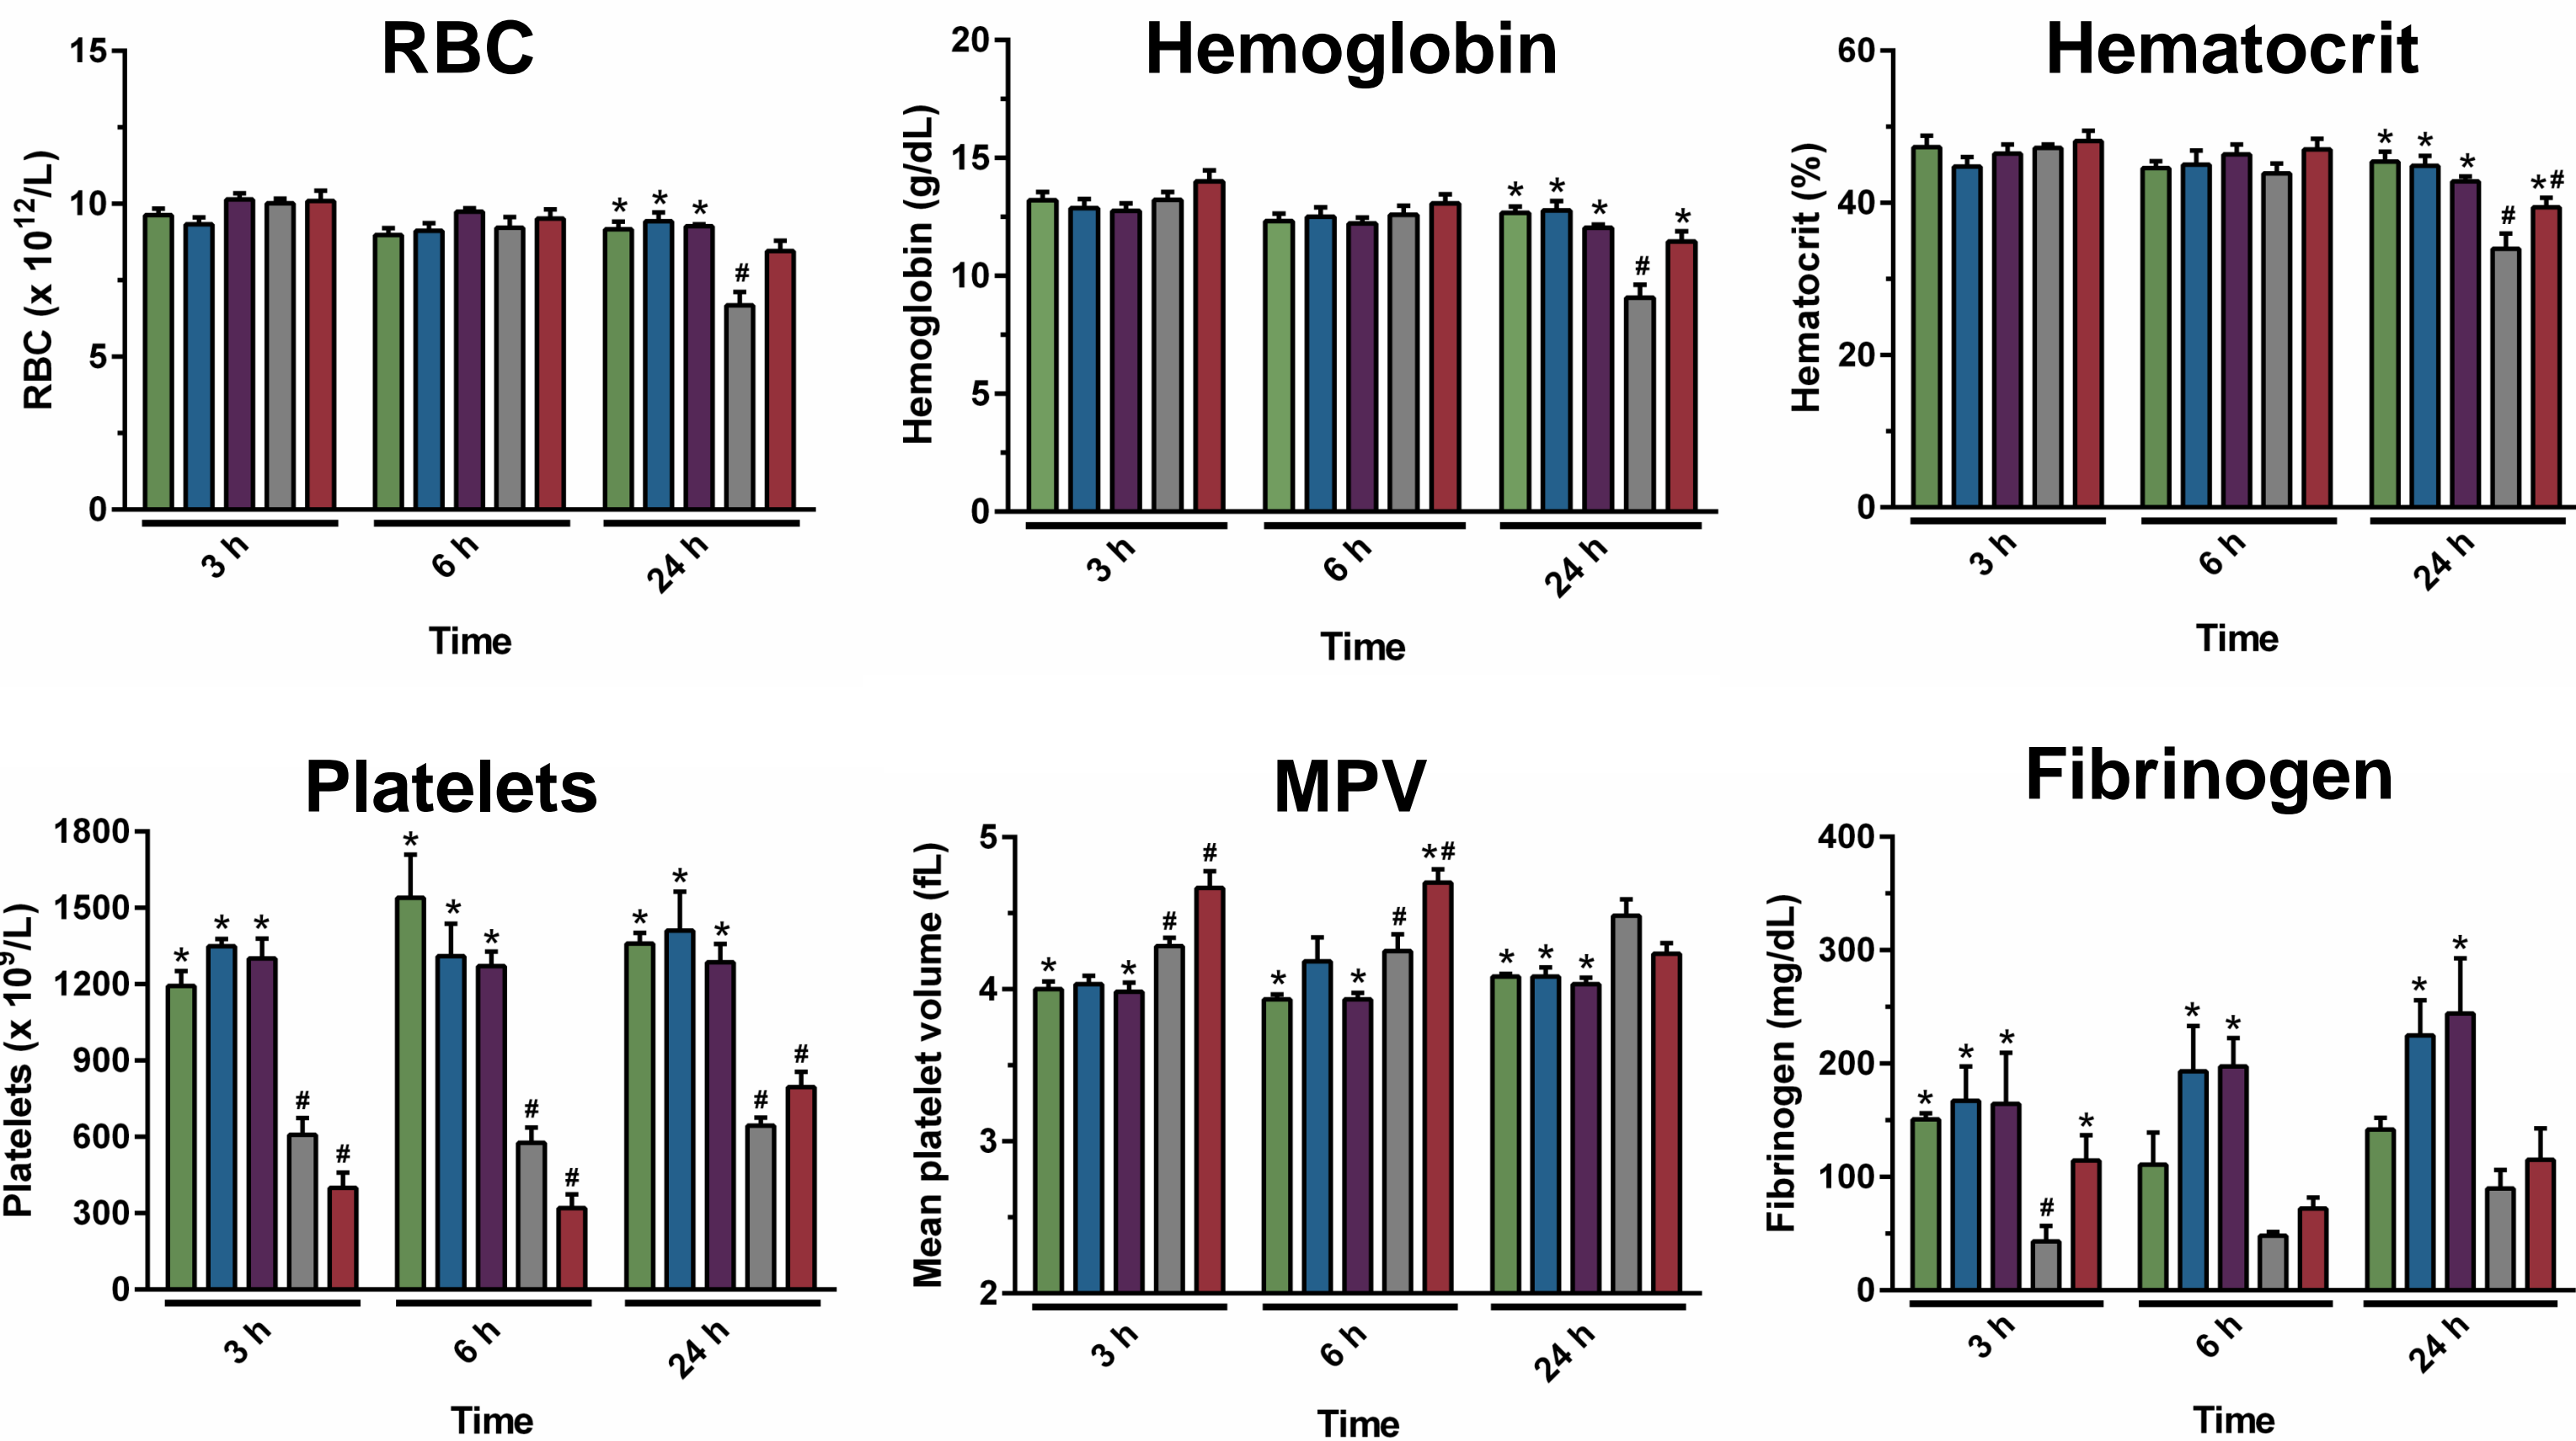 RBC
15
10
5
0
RBC (x 10¹²/L)
* * *
#
3 h 6 h 24 h
Time
Hemoglobin
20
15
10
5
0
Hemoglobin (g/dL)
* * * # *
3 h 6 h 24 h
Time
Hematocrit
60
40
20
0
Hematocrit (%)
* * * # *#
3 h 6 h 24 h
Time
Platelets
1800
1500
1200
900
600
300
0
Platelets (x 10⁹/L)
* * * # #
* * * # #
* * * # #
3 h 6 h 24 h
Time
MPV
5
4
3
2
Mean platelet volume (fL)
* * # #
* * # *#
* * *
3 h 6 h 24 h
Time
Fibrinogen
400
300
200
100
0
Fibrinogen (mg/dL)
* * * # *
* *
* *
3 h 6 h 24 h
Time